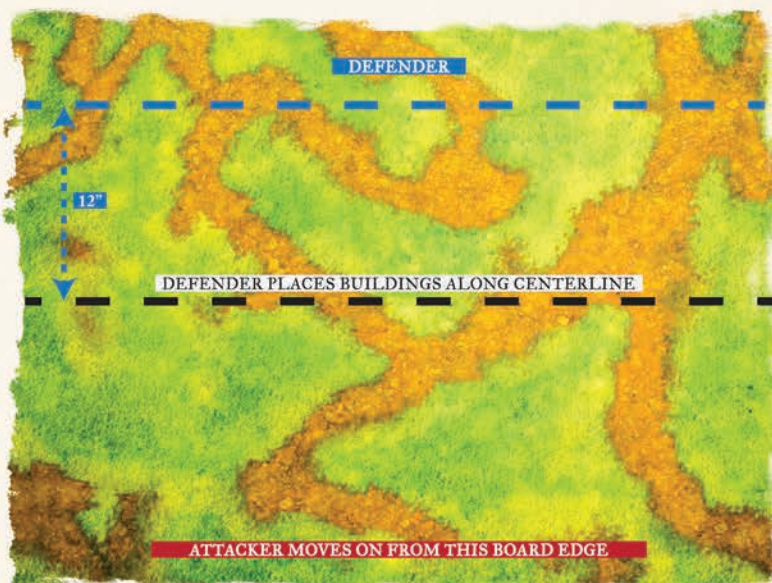 DEFENDER
12"
DEFENDER PLACES BUILDINGS ALONG CENTERLINE
ATTACKER MOVES ON FROM THIS BOARD EDGE